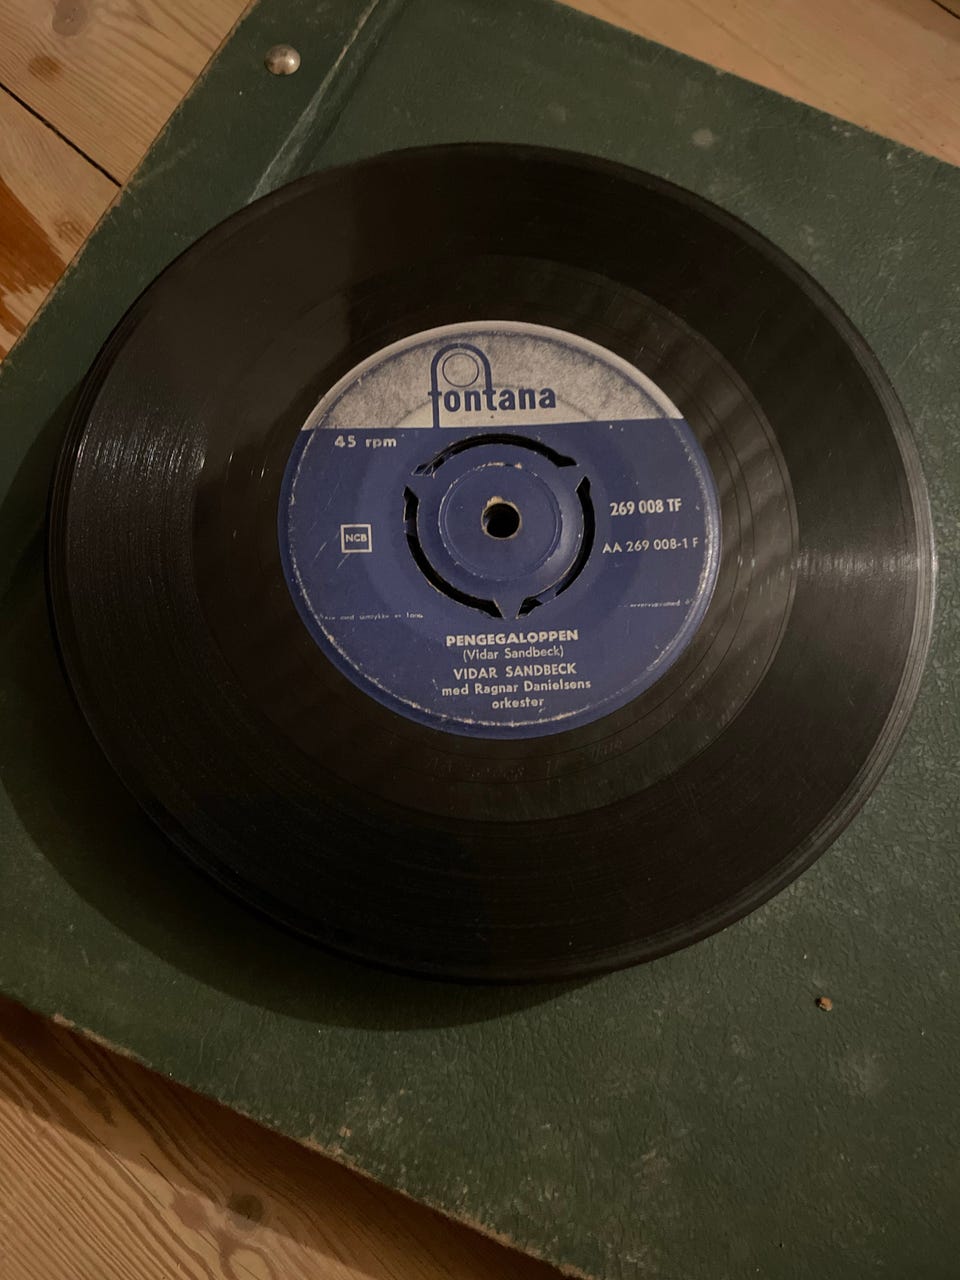 fontana
45 rpm
269 008 TF
NCB
AA 269 008-1 F
PENGEGALOPPEN
(Vidar Sandbeck)
VIDAR SANDBECK
med Ragnar Danielsens
orkester